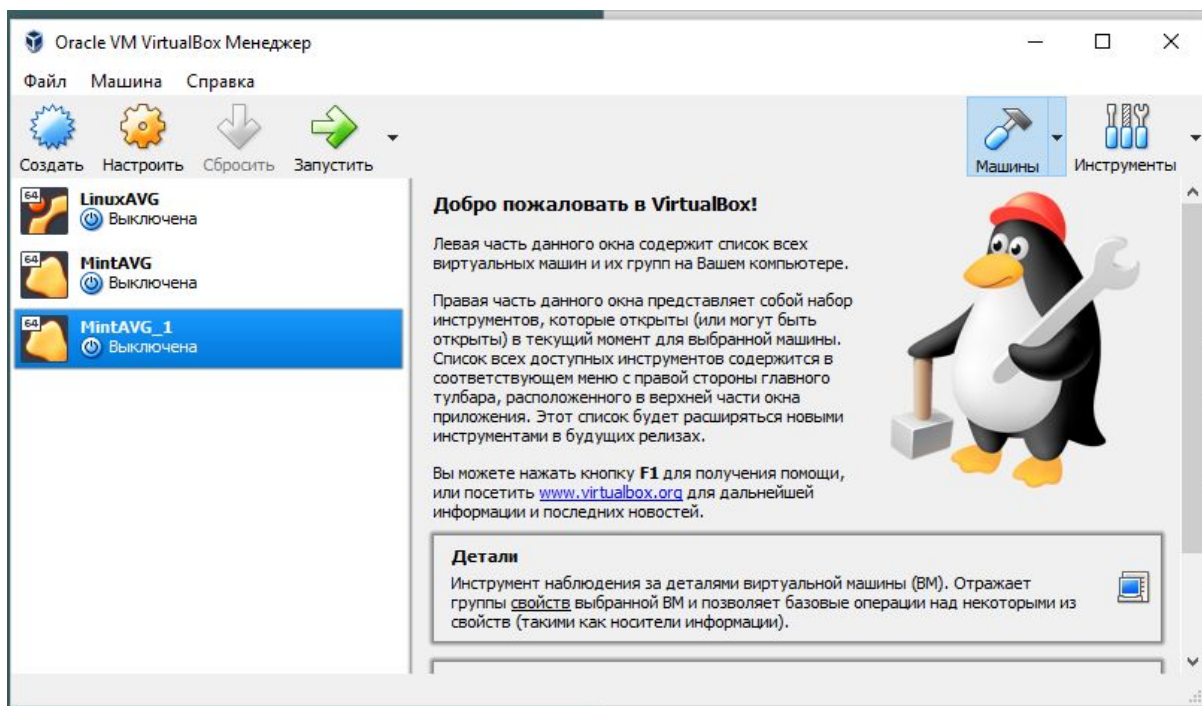 Oracle VM VirtualBox Менеджер
Файл Машина Справка
Создать Настроить Сбросить Запустить Машины Инструменты
64 LinuxAVG
Выключена
64 MintAVG
Выключена
64 MintAVG_1
Выключена
Добро пожаловать в VirtualBox!
Левая часть данного окна содержит список всех
виртуальных машин и их групп на Вашем компьютере.
Правая часть данного окна представляет собой набор
инструментов, которые открыты (или могут быть
открыты) в текущий момент для выбранной машины.
Список всех доступных инструментов содержится в
соответствующем меню с правой стороны главного
тулбара, расположенного в верхней части окна
приложения. Этот список будет расширяться новыми
инструментами в будущих релизах.
Вы можете нажать кнопку F1 для получения помощи,
или посетить www.virtualbox.org для дальнейшей
информации и последних новостей.
Детали
Инструмент наблюдения за деталями виртуальной машины (ВМ). Отражает
группы свойств выбранной ВМ и позволяет базовые операции над некоторыми из
свойств (такими как носители информации).